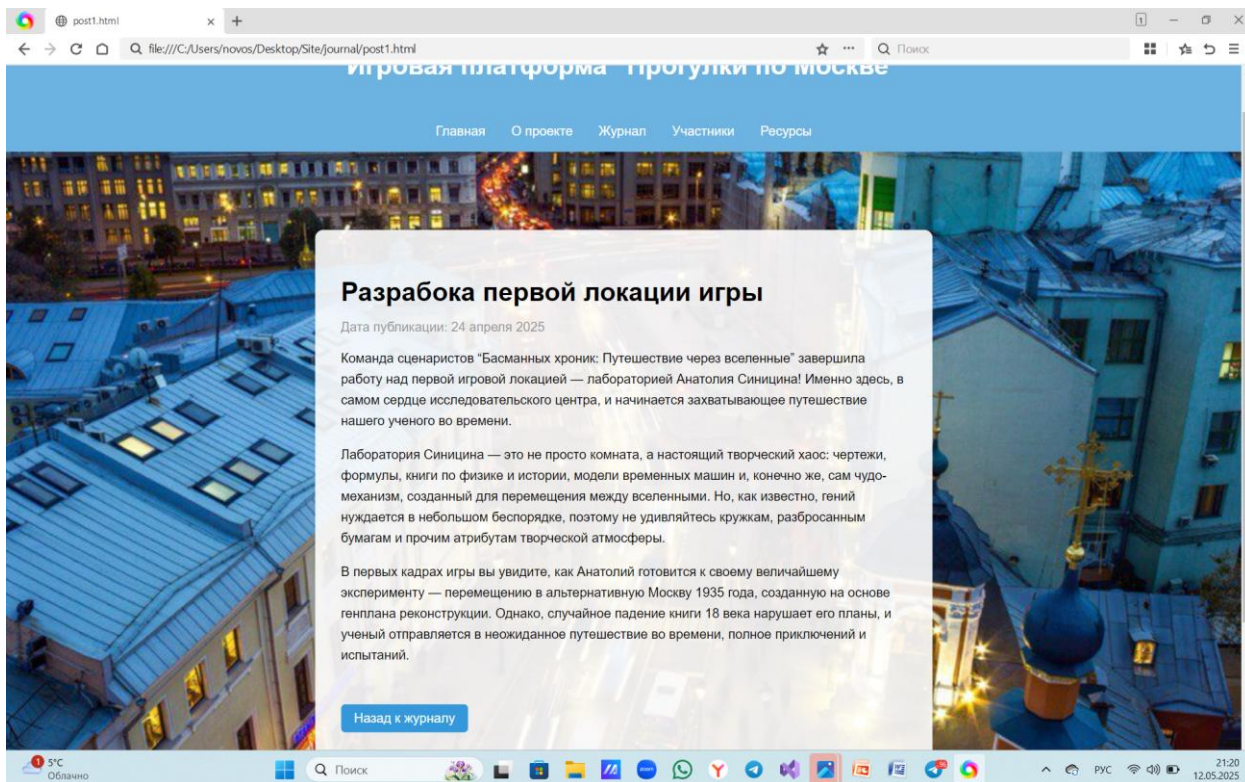 post1.html
1
file:///C:/Users/novos/Desktop/Site/journal/post1.html
Поиск
Игровая платформа "Прогулки по Москве"
Главная О проекте Журнал Участники Ресурсы
Разрабока первой локации игры
Дата публикации: 24 апреля 2025
Команда сценаристов “Басманных хроник: Путешествие через вселенные” завершила
работу над первой игровой локацией — лабораторией Анатолия Синицина! Именно здесь, в
самом сердце исследовательского центра, и начинается захватывающее путешествие
нашего ученого во времени.
Лаборатория Синицина — это не просто комната, а настоящий творческий хаос: чертежи,
формулы, книги по физике и истории, модели временных машин и, конечно же, сам чудо-
механизм, созданный для перемещения между вселенными. Но, как известно, гений
нуждается в небольшом беспорядке, поэтому не удивляйтесь кружкам, разбросанным
бумагам и прочим атрибутам творческой атмосферы.
В первых кадрах игры вы увидите, как Анатолий готовится к своему величайшему
эксперименту — перемещению в альтернативную Москву 1935 года, созданную на основе
генплана реконструкции. Однако, случайное падение книги 18 века нарушает его планы, и
ученый отправляется в неожиданное путешествие во времени, полное приключений и
испытаний.
Назад к журналу
1
5°C
Облачно
Поиск
zoom
РУС
21:20
12.05.2025